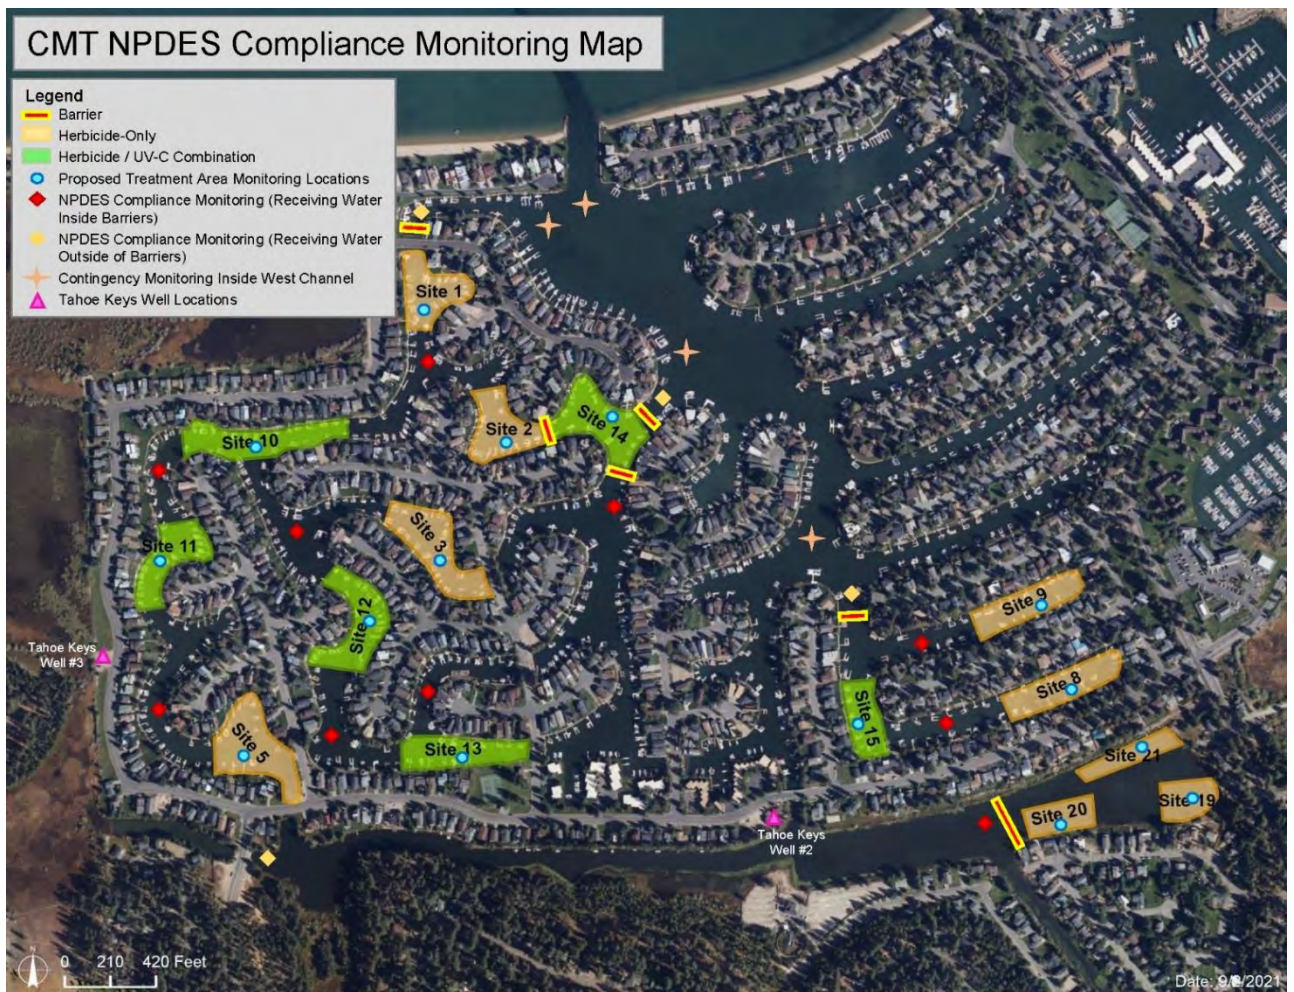 CMT NPDES Compliance Monitoring Map
Legend
Barrier
Herbicide-Only
Herbicide / UV-C Combination
Proposed Treatment Area Monitoring Locations
NPDES Compliance Monitoring (Receiving Water
Inside Barriers)
NPDES Compliance Monitoring (Receiving Water
Outside of Barriers)
Contingency Monitoring Inside West Channel
Tahoe Keys Well Locations
Site 1
Site 2
Site 14
Site 10
Site 3
Site 11
Site 12
Site 9
Tahoe Keys
Well #3
Site 8
Site 5
Site 13
Site 15
Site 21
Site 19
Site 20
Tahoe Keys
Well #2
N
0 210 420 Feet